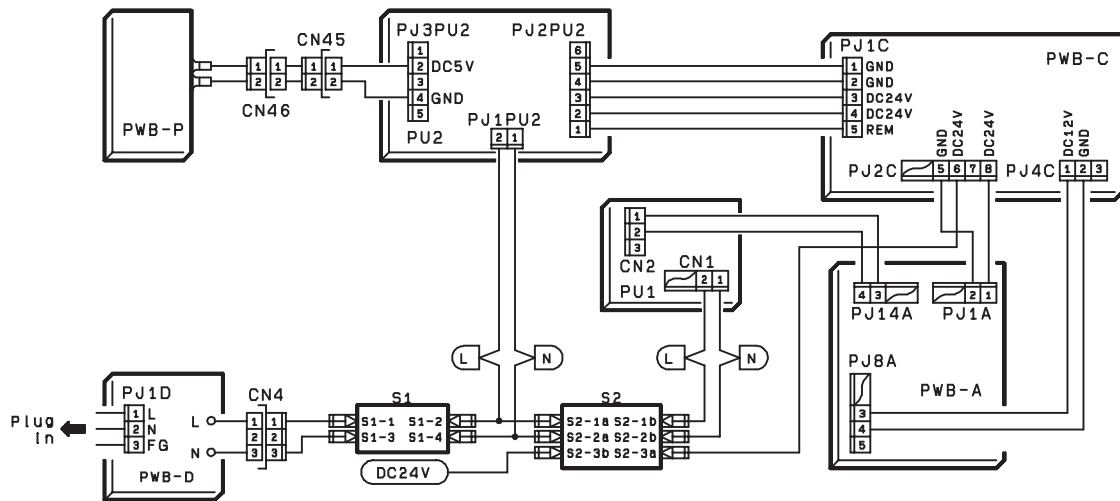 PJ3PU2
PJ2PU2
CN45
1
2 DC5V
3
4 GND
5
6
5
4
3
2
1
1 1
2 2
1 1
2 2
CN46
PWB-P
PJ1PU2
2 1
PU2
PJ1C
PWB-C
1 GND
2 GND
3 DC24V
4 DC24V
5 REM
GND
DC24V
DC24V
DC12V
GND
PJ2C
5 6 7 8
PJ4C
1 2 3
1
2
3
CN2
CN1
2 1
PU1
4 3
PJ14A
2 1
PJ1A
PJ8A
3
4
5
PWB-A
L
N
L
N
PJ1D
CN4
S1
S2
Plug
In
1 L
2 N
3 FG
L
N
PWB-D
1 1
2 2
3 3
S1-1 S1-2
S1-3 S1-4
S2-1a S2-1b
S2-2a S2-2b
S2-3b S2-3a
DC24V